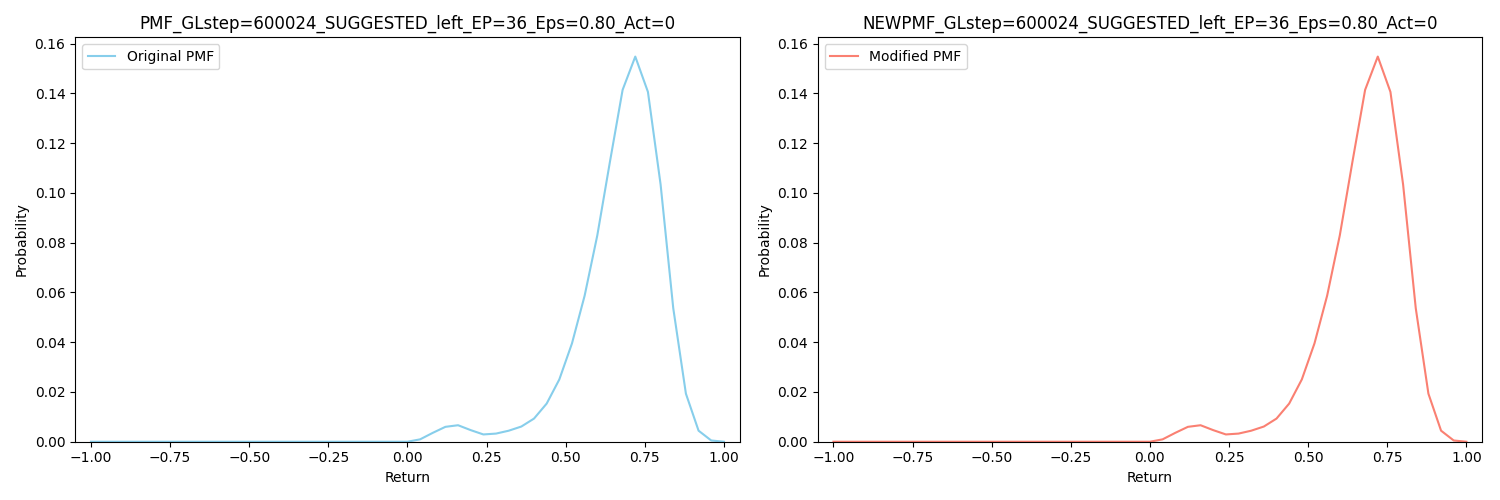 PMF_GLstep=600024_SUGGESTED_left_EP=36_Eps=0.80_Act=0
0.16
0.14
0.12
0.10
0.08
0.06
0.04
0.02
0.00
Probability
Original PMF
−1.00 −0.75 −0.50 −0.25 0.00 0.25 0.50 0.75 1.00
Return
NEWPMF_GLstep=600024_SUGGESTED_left_EP=36_Eps=0.80_Act=0
0.16
0.14
0.12
0.10
0.08
0.06
0.04
0.02
0.00
Probability
Modified PMF
−1.00 −0.75 −0.50 −0.25 0.00 0.25 0.50 0.75 1.00
Return